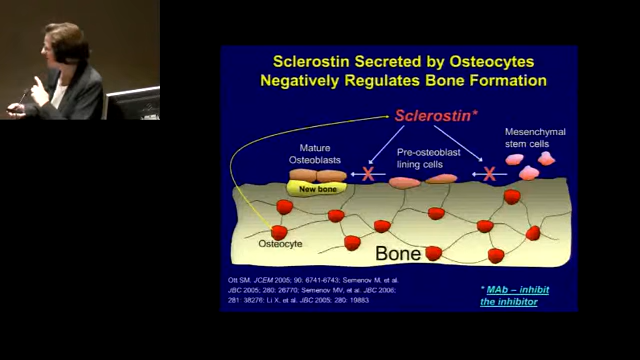 Sclerostin Secreted by Osteocytes
Negatively Regulates Bone Formation
Sclerostin*
Mesenchymal
stem cells
Mature
Osteoblasts
Pre-osteoblast
lining cells
X
X
New bone
Osteocyte
Bone
Ott SM. JCEM 2005; 90: 6741-6743; Semenov M. et al.
JBC 2005; 280: 26770; Semenov MV, et al. JBC 2006;
281: 38276; Li X. et al. JBC 2005; 280: 19883.
* MAb – inhibit
the inhibitor